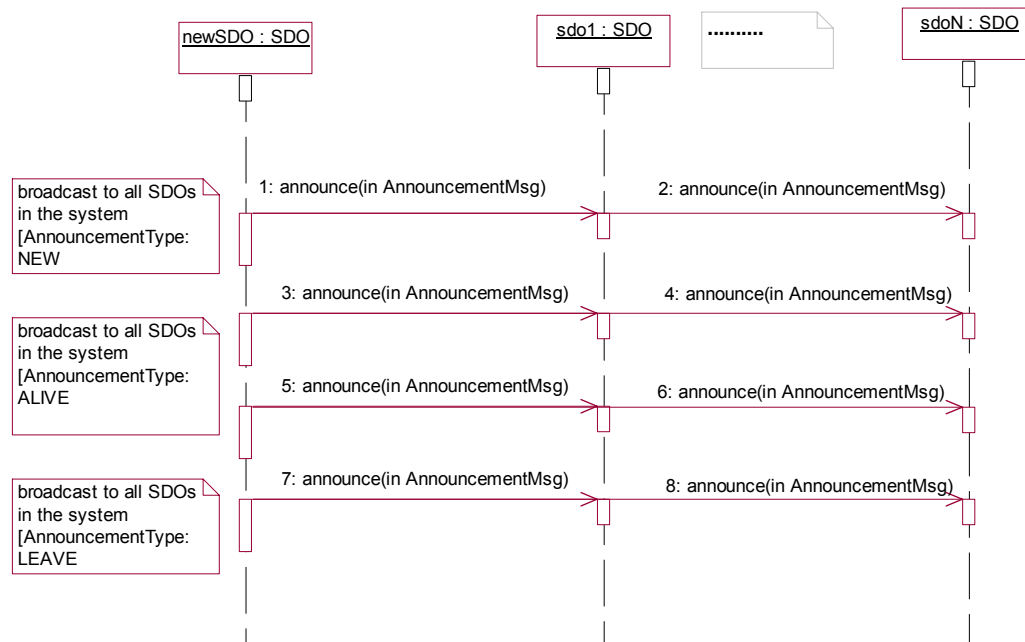 newSDO : SDO
sdo1 : SDO
..........
sdoN : SDO
broadcast to all SDOs
in the system
[AnnouncementType:
NEW
1: announce(in AnnouncementMsg)
2: announce(in AnnouncementMsg)
3: announce(in AnnouncementMsg)
4: announce(in AnnouncementMsg)
broadcast to all SDOs
in the system
[AnnouncementType:
ALIVE
5: announce(in AnnouncementMsg)
6: announce(in AnnouncementMsg)
7: announce(in AnnouncementMsg)
8: announce(in AnnouncementMsg)
broadcast to all SDOs
in the system
[AnnouncementType:
LEAVE